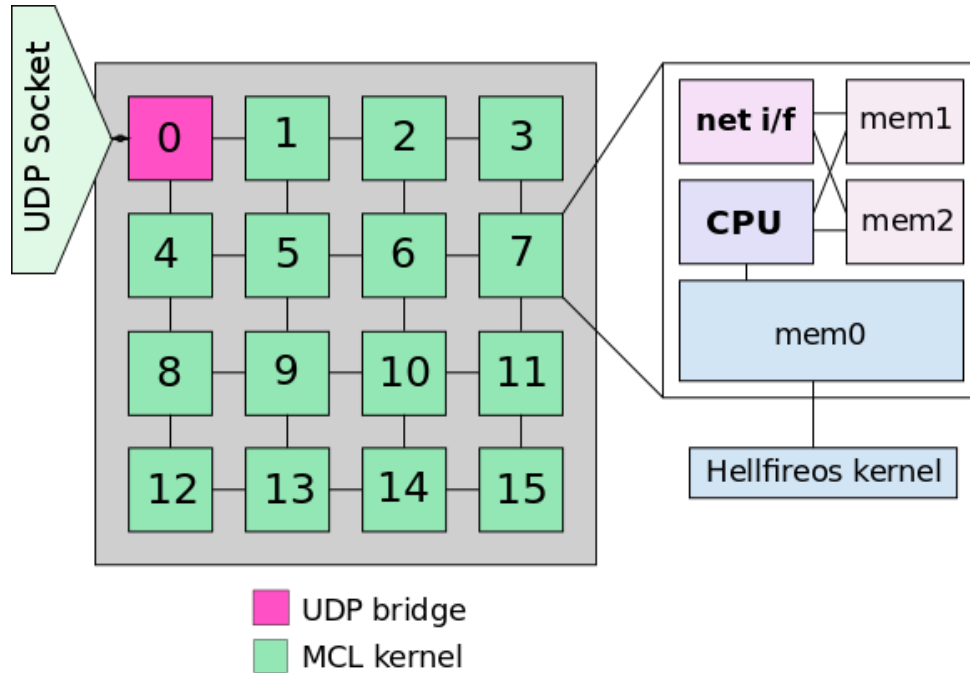 UDP Socket
0
1
2
3
4
5
6
7
8
9
10
11
12
13
14
15
net i/f
mem1
CPU
mem2
mem0
Hellfireos kernel
UDP bridge
MCL kernel